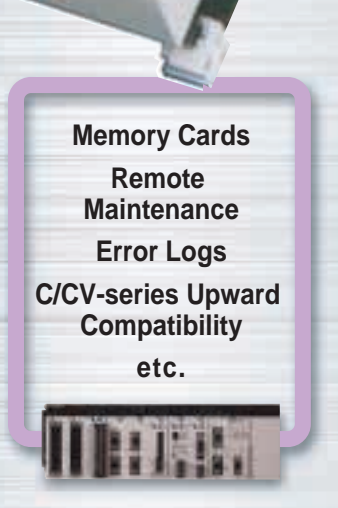 Memory Cards
Remote
Maintenance
Error Logs
C/CV-series Upward
Compatibility
etc.